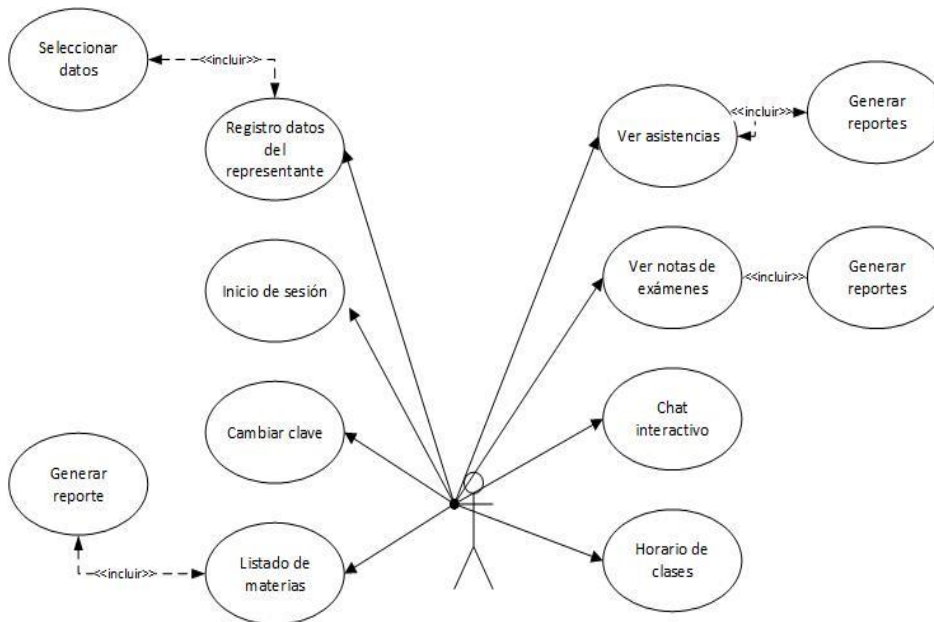 Seleccionar
datos
<<incluir>>
Registro datos
del
representante
Inicio de sesión
Cambiar clave
Generar
reporte
<<incluir>>
Listado de
materias
Ver asistencias
<<incluir>>
Generar
reportes
Ver notas de
exámenes
<<incluir>>
Generar
reportes
Chat
interactivo
Horario de
clases